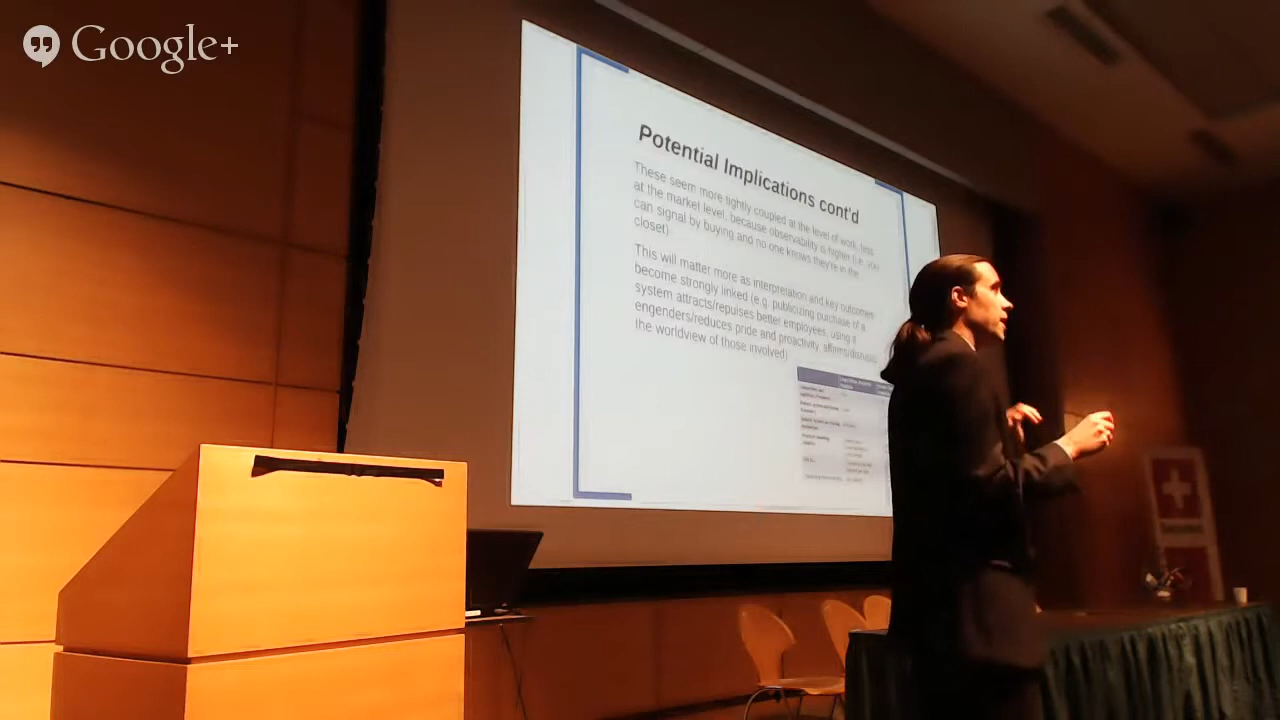 Google+
Potential Implications cont'd
These seem more tightly coupled at the level of work, less
at the market level, because observability is higher (i.e. you
can signal by buying and no one knows they're in the
closet)
This will matter more as interpretation and key outcomes
become strongly linked (e.g. publicizing purchase of a
system attracts/repulses better employees, using it
engenders/reduces pride and proactivity, affirms/
the worldview of those involved)